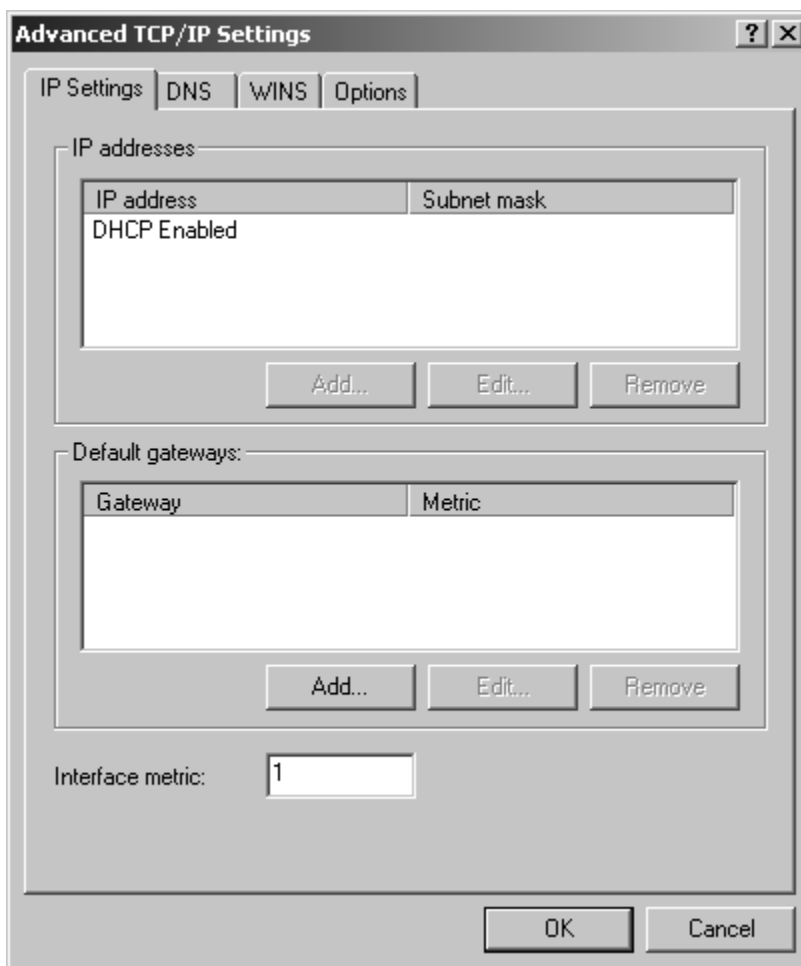 Advanced TCP/IP Settings
IP Settings DNS WINS Options
IP addresses
IP address Subnet mask
DHCP Enabled
Add... Edit... Remove
Default gateways:
Gateway Metric
Add... Edit... Remove
Interface metric: 1
OK Cancel